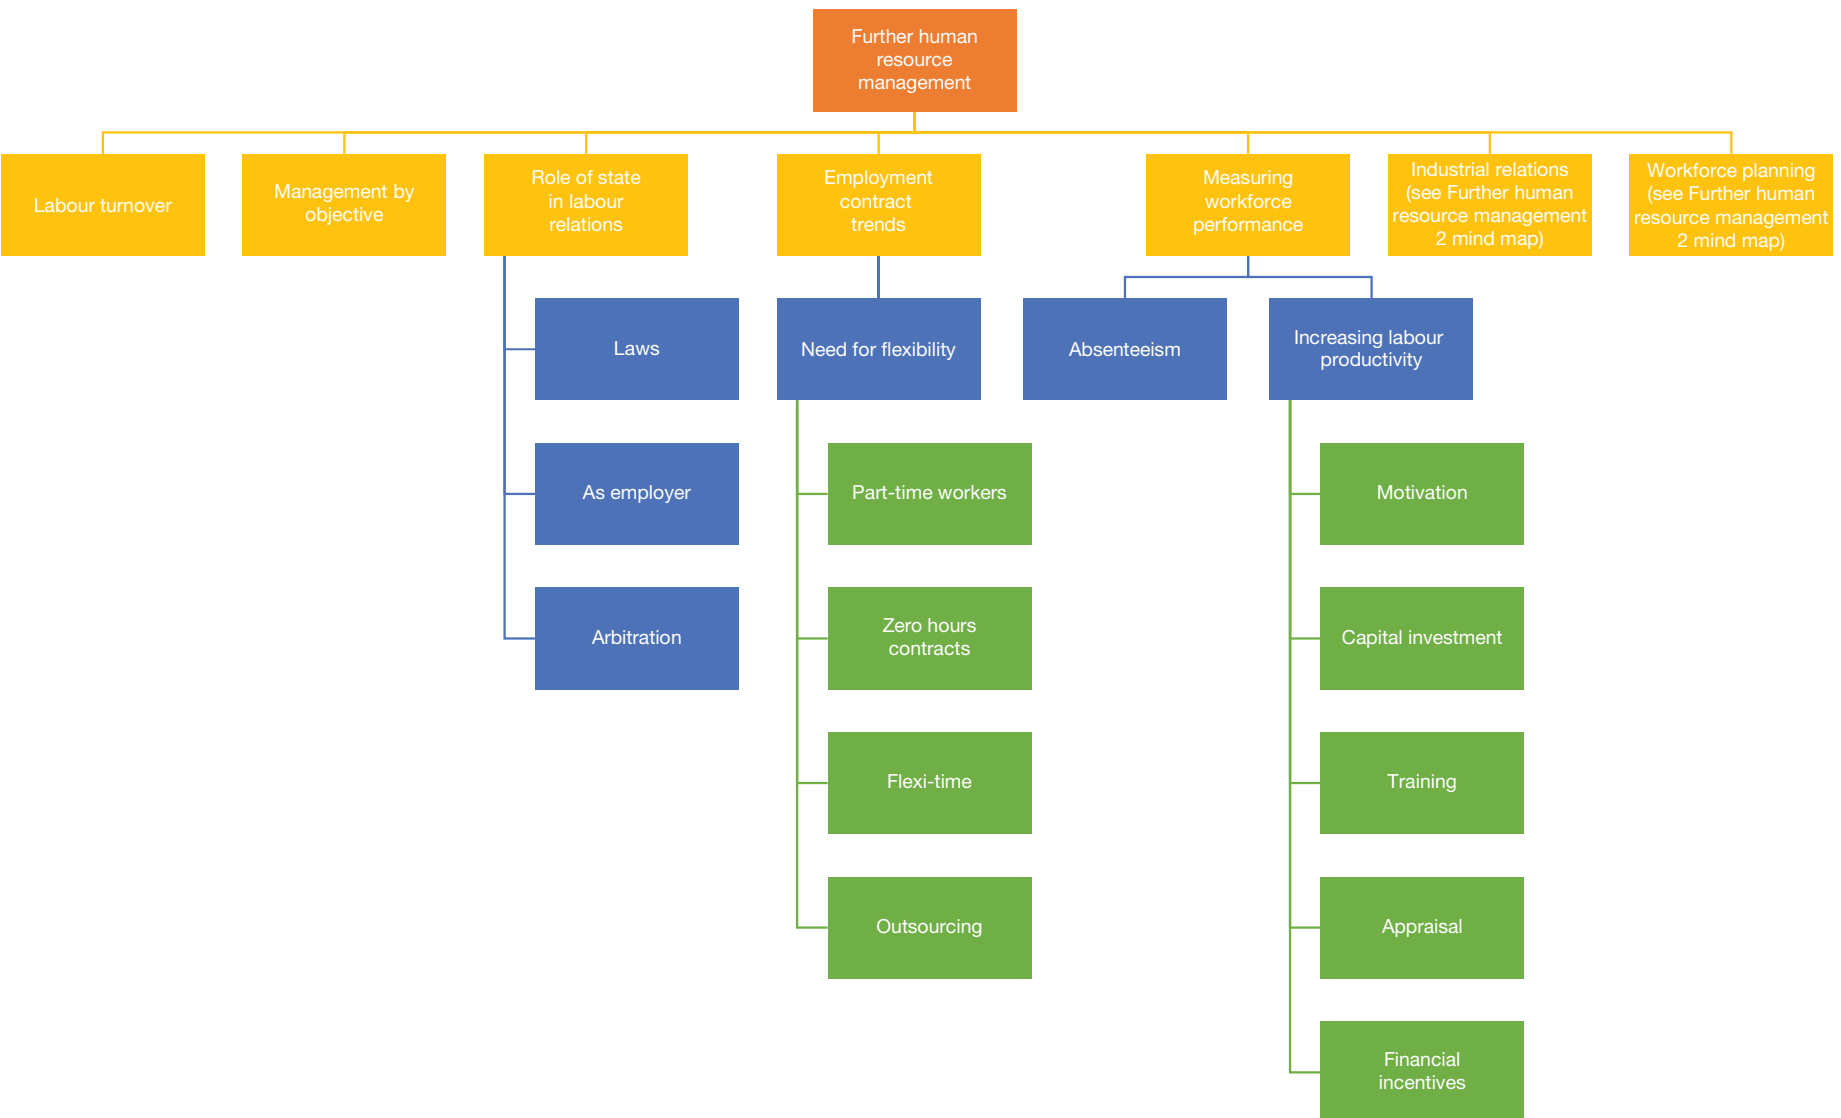 Further human
resource
management
Labour turnover
Management by
objective
Role of state
in labour
relations
Employment
contract
trends
Measuring
workforce
performance
Industrial relations
(see Further human
resource management
2 mind map)
Workforce planning
(see Further human
resource management
2 mind map)
Laws
As employer
Arbitration
Need for flexibility
Part-time workers
Zero hours
contracts
Flexi-time
Outsourcing
Absenteeism
Increasing labour
productivity
Motivation
Capital investment
Training
Appraisal
Financial
incentives